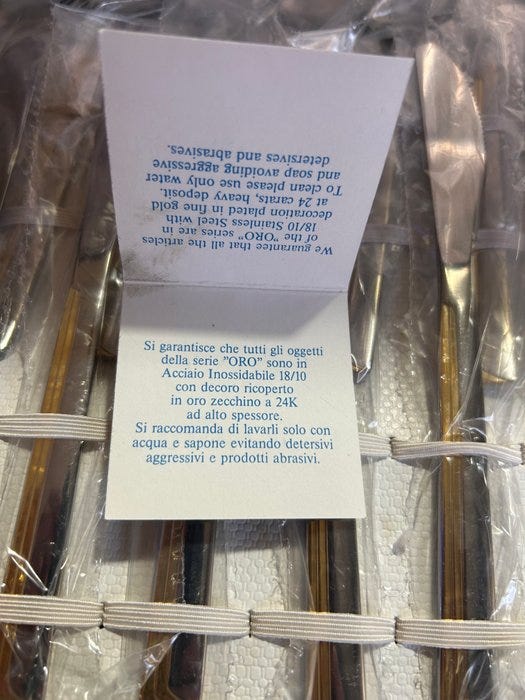 We guarantee that all the articles
of the "ORO" series are in
18/10 Stainless Steel with
decoration plated in fine gold
at 24 carats, heavy deposit.
To clean please use only water
and soap avoiding aggressive
detersives and abrasives.
Si garantisce che tutti gli oggetti
della serie "ORO" sono in
Acciaio Inossidabile 18/10
con decoro ricoperto
in oro zecchino a 24K
ad alto spessore.
Si raccomanda di lavarli solo con
acqua e sapone evitando detersivi
aggressivi e prodotti abrasivi.